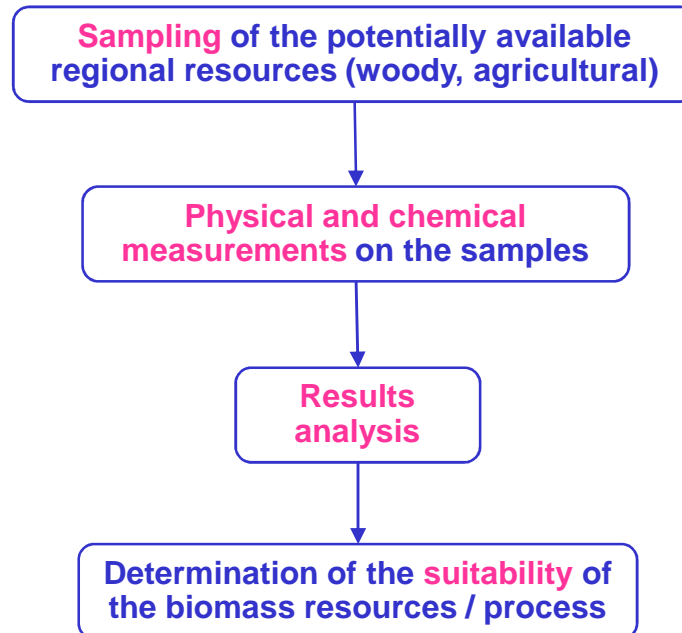 Sampling of the potentially available
regional resources (woody, agricultural)
Physical and chemical
measurements on the samples
Results
analysis
Determination of the suitability of
the biomass resources / process